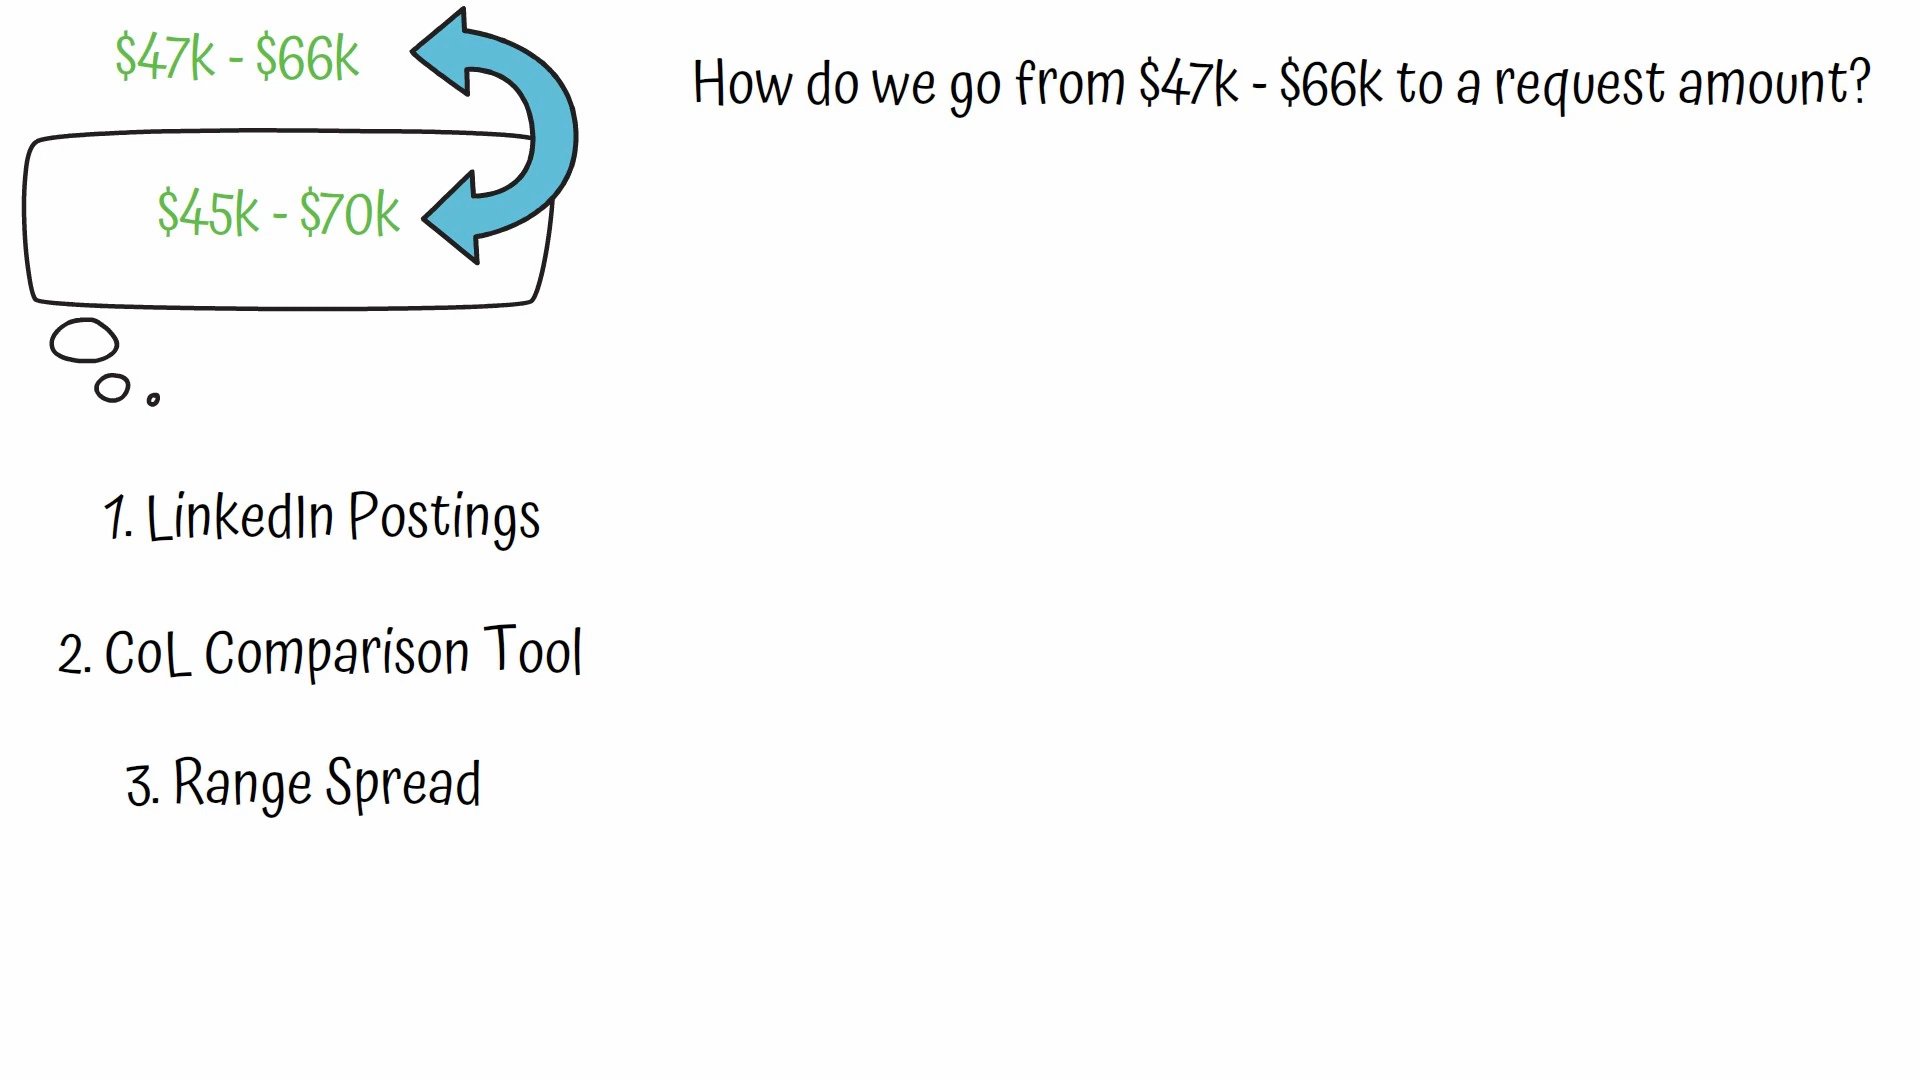 $47k - $66k
How do we go from $47k - $66k to a request amount?
$45k - $70k
1. LinkedIn Postings
2. CoL Comparison Tool
3. Range Spread